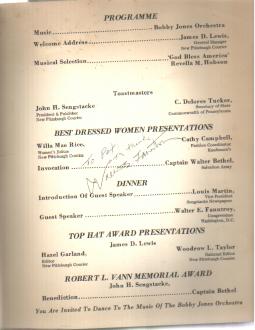 PROGRAMME
Music..........Bobby Jones Orchestra
Welcome Address..........James D. Lewis,
General Manager
New Pittsburgh Courier
Musical Selection..........'God Bless America'
Revella M. Hobson
Toastmasters
John H. Sengstacke
President & Publisher
New Pittsburgh Courier
C. Delores Tucker,
Secretary of State
Commonwealth of Pennsylvania
BEST DRESSED WOMEN PRESENTATIONS
Willa Mae Rice,
Women's Editor
New Pittsburgh Courier
Cathy Campbell,
Fashion Coordinator
Kaufmann's
To Pat
Invocation..........Captain Walter Bethel,
Salvation Army
DINNER
Introduction Of Guest Speaker..........Louis Martin,
Vice President
Sengstacke Newspapers
Guest Speaker..........Walter E. Fauntroy,
Congressman
Washington, D.C.
TOP HAT AWARD PRESENTATIONS
James D. Lewis
Hazel Garland,
Editor
New Pittsburgh Courier
Woodrow L. Taylor
National Editor
New Pittsburgh Courier
ROBERT L. VANN MEMORIAL AWARD
John H. Sengstacke,
Benediction..........Captain Bethel
You Are Invited To Dance To The Music Of The Bobby Jones Orchestra